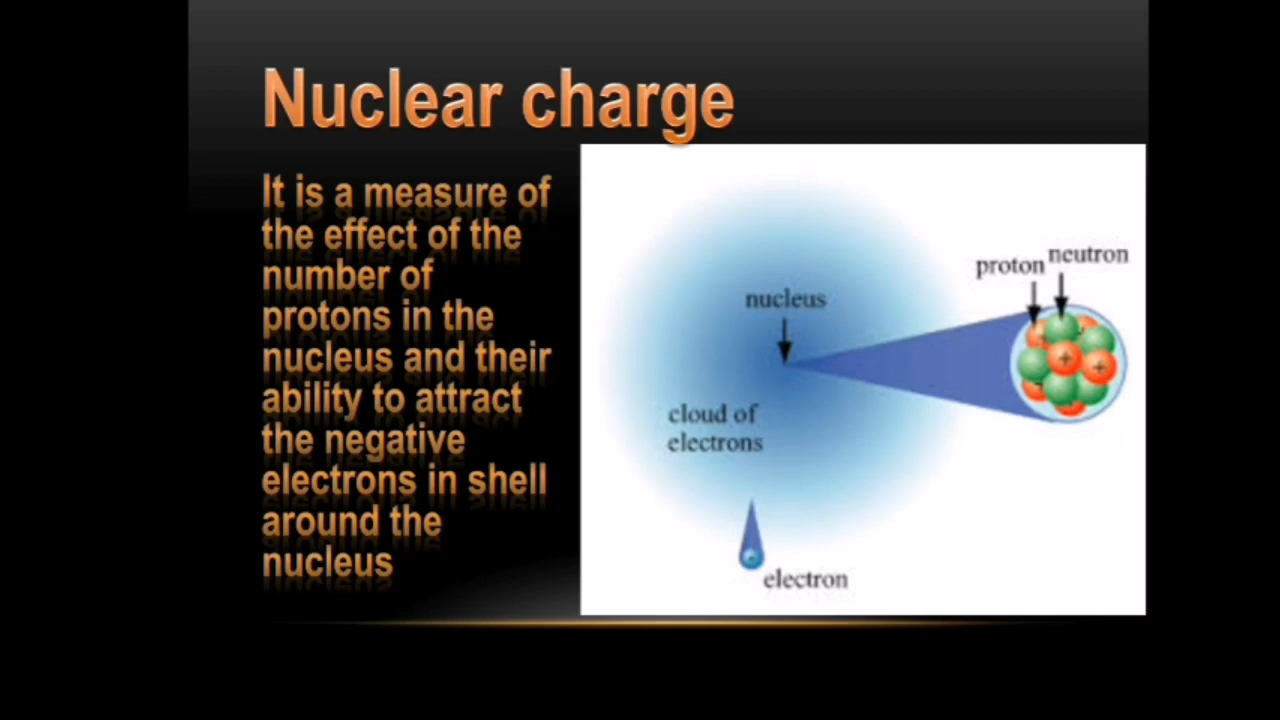 Nuclear charge
It is a measure of
the effect of the
number of
protons in the
nucleus and their
ability to attract
the negative
electrons in shell
around the
nucleus
proton neutron
nucleus
cloud of
electrons
electron